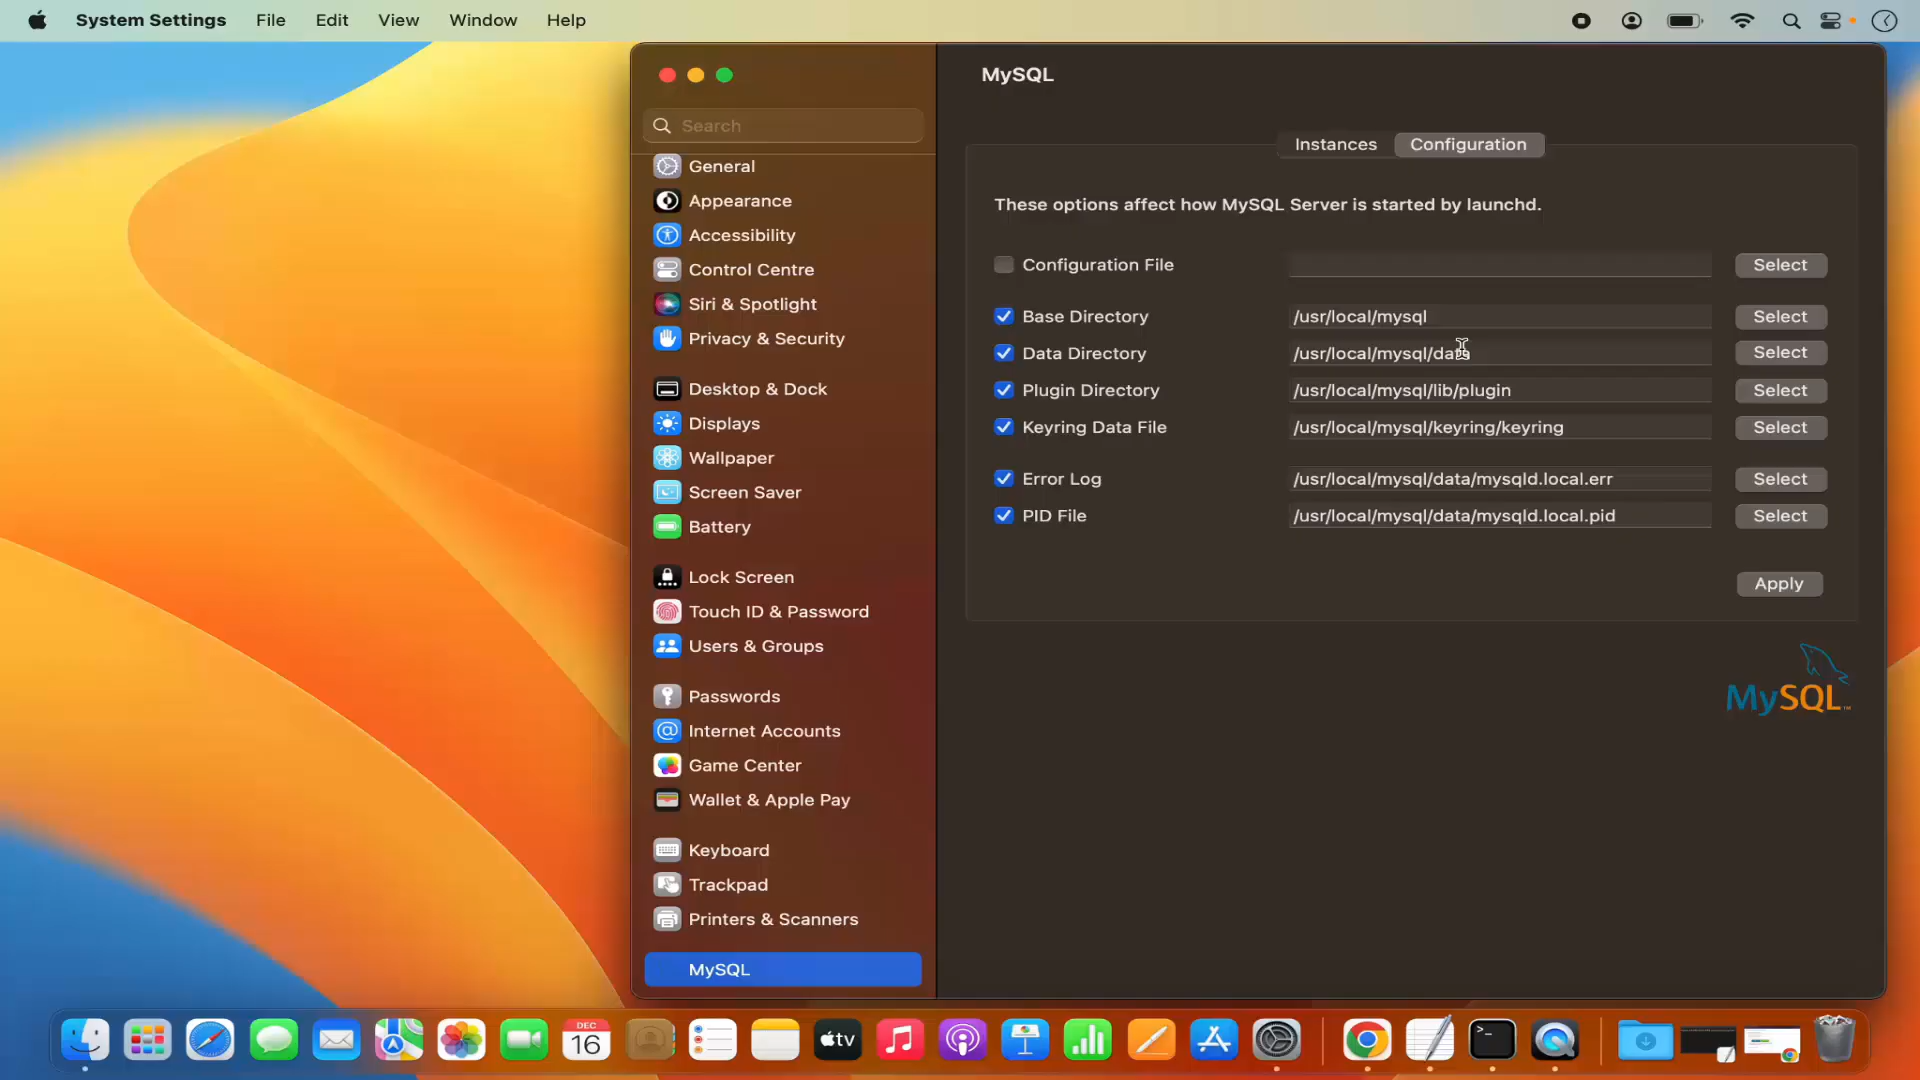 System Settings File Edit View Window Help
Search
General
Appearance
Accessibility
Control Centre
Siri & Spotlight
Privacy & Security
Desktop & Dock
Displays
Wallpaper
Screen Saver
Battery
Lock Screen
Touch ID & Password
Users & Groups
Passwords
Internet Accounts
Game Center
Wallet & Apple Pay
Keyboard
Trackpad
Printers & Scanners
MySQL
MySQL
Instances Configuration
These options affect how MySQL Server is started by launchd.
Configuration File Select
Base Directory /usr/local/mysql Select
Data Directory /usr/local/mysql/data Select
Plugin Directory /usr/local/mysql/lib/plugin Select
Keyring Data File /usr/local/mysql/keyring/keyring Select
Error Log /usr/local/mysql/data/mysqld.local.err Select
PID File /usr/local/mysql/data/mysqld.local.pid Select
Apply
MySQL™
DEC
16
tv
>_